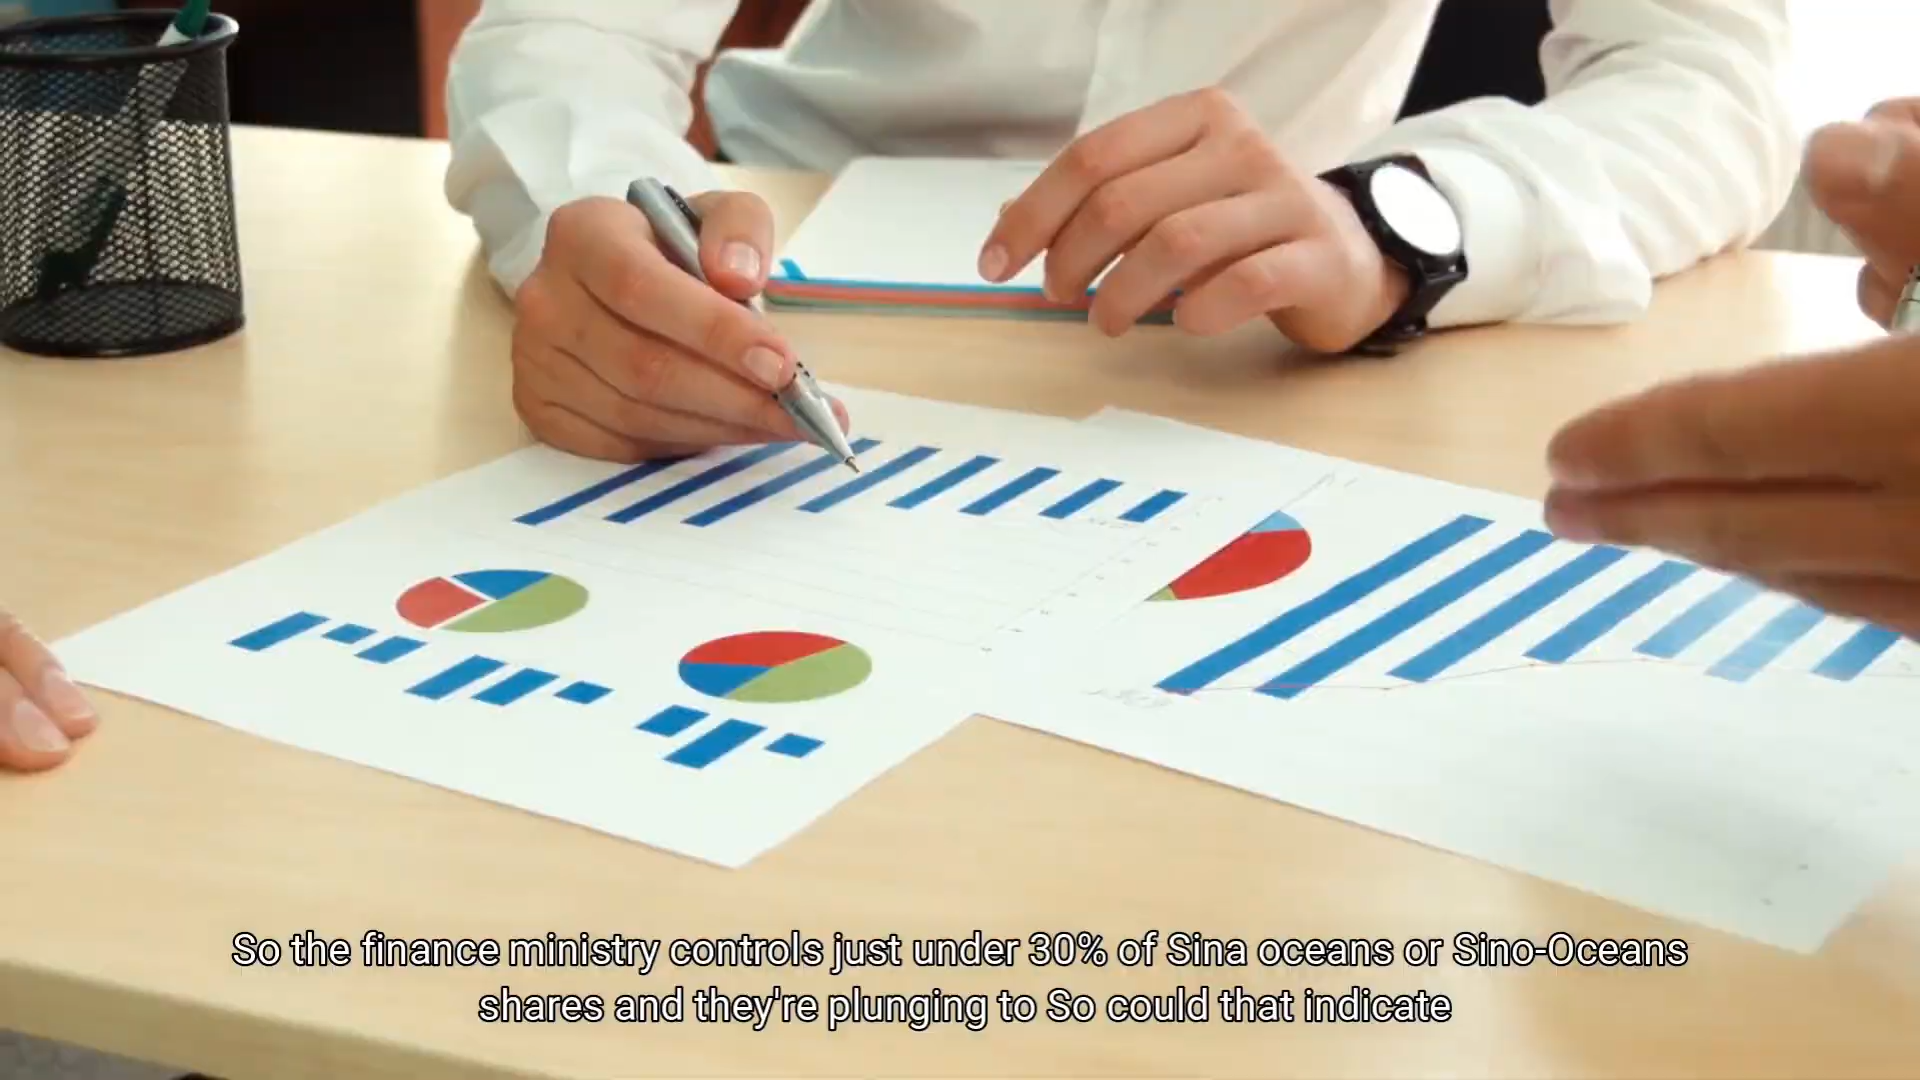 So the finance ministry controls just under 30% of Sina oceans or Sino-Oceans
shares and they're plunging to So could that indicate